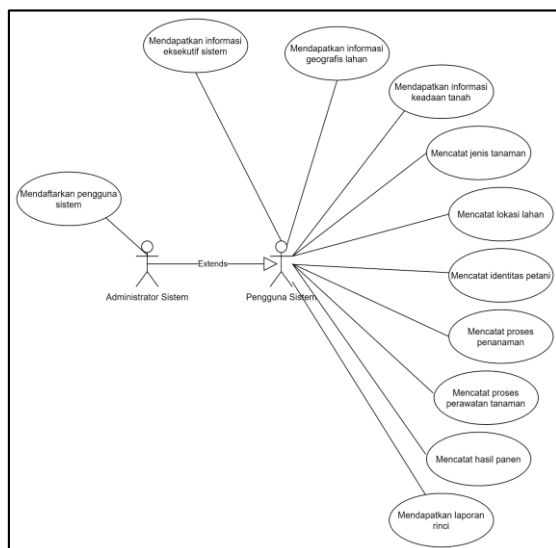 Mendapatkan informasi
eksekutif sistem
Mendapatkan informasi
geografis lahan
Mendapatkan informasi
keadaan tanah
Mencatat jenis tanaman
Mendaftarkan pengguna
sistem
Mencatat lokasi lahan
Extends
Administrator Sistem
Pengguna Sistem
Mencatat identitas petani
Mencatat proses
penanaman
Mencatat proses
perawatan tanaman
Mencatat hasil panen
Mendapatkan laporan
rinci